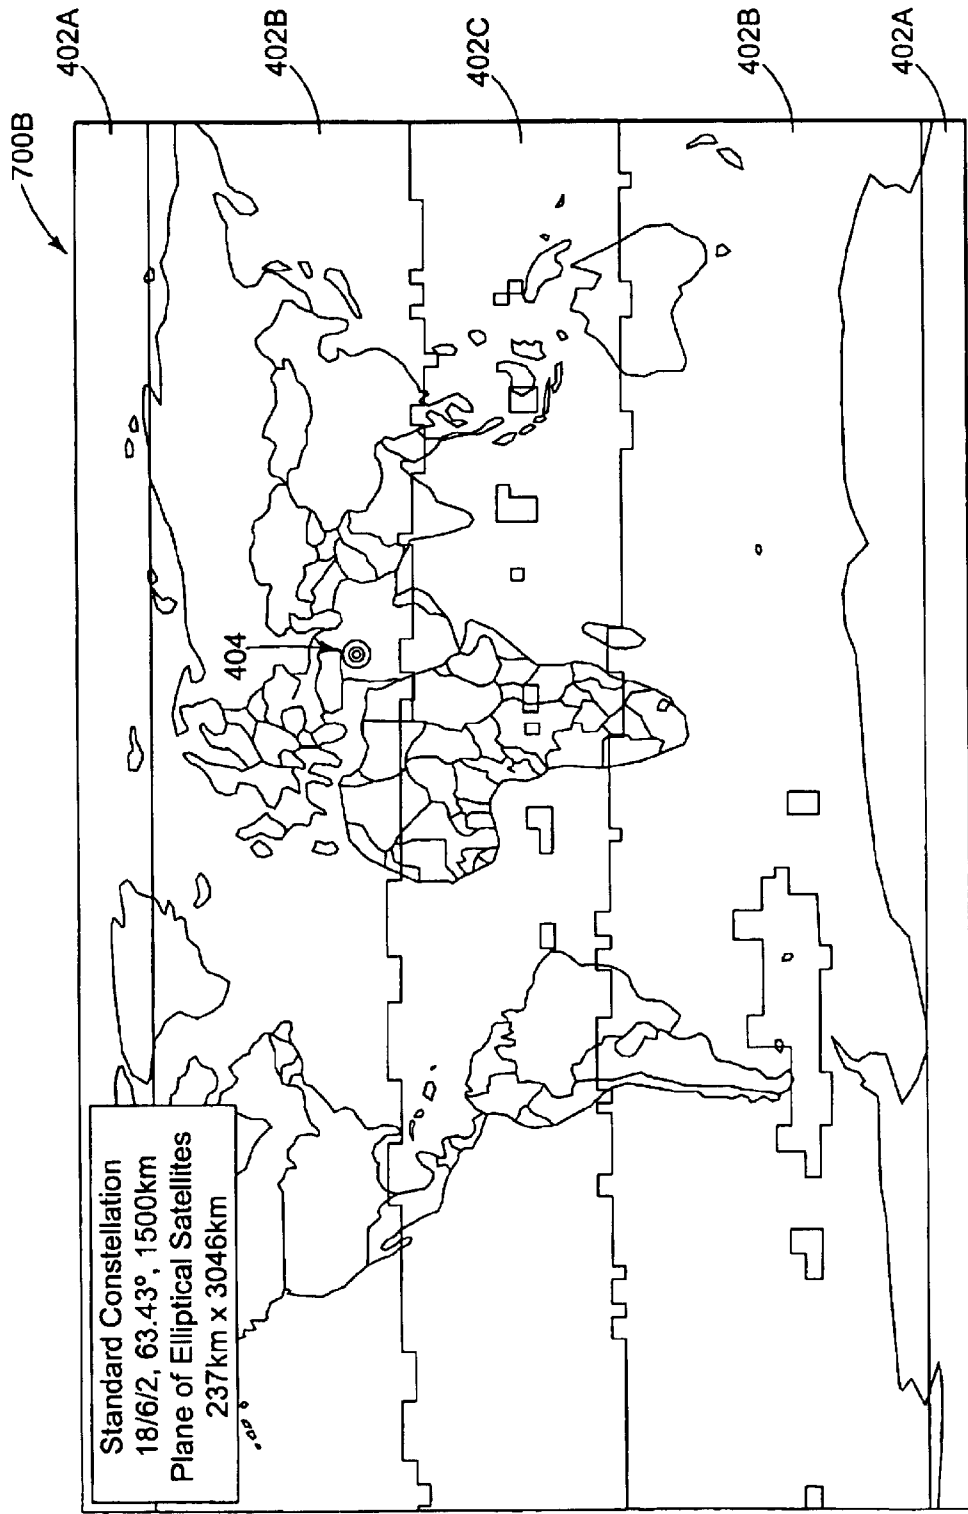 700B
402A
402B
402C
402B
402A
404
Standard Constellation
18/6/2, 63.43º, 1500km
Plane of Elliptical Satellites
237km x 3046km